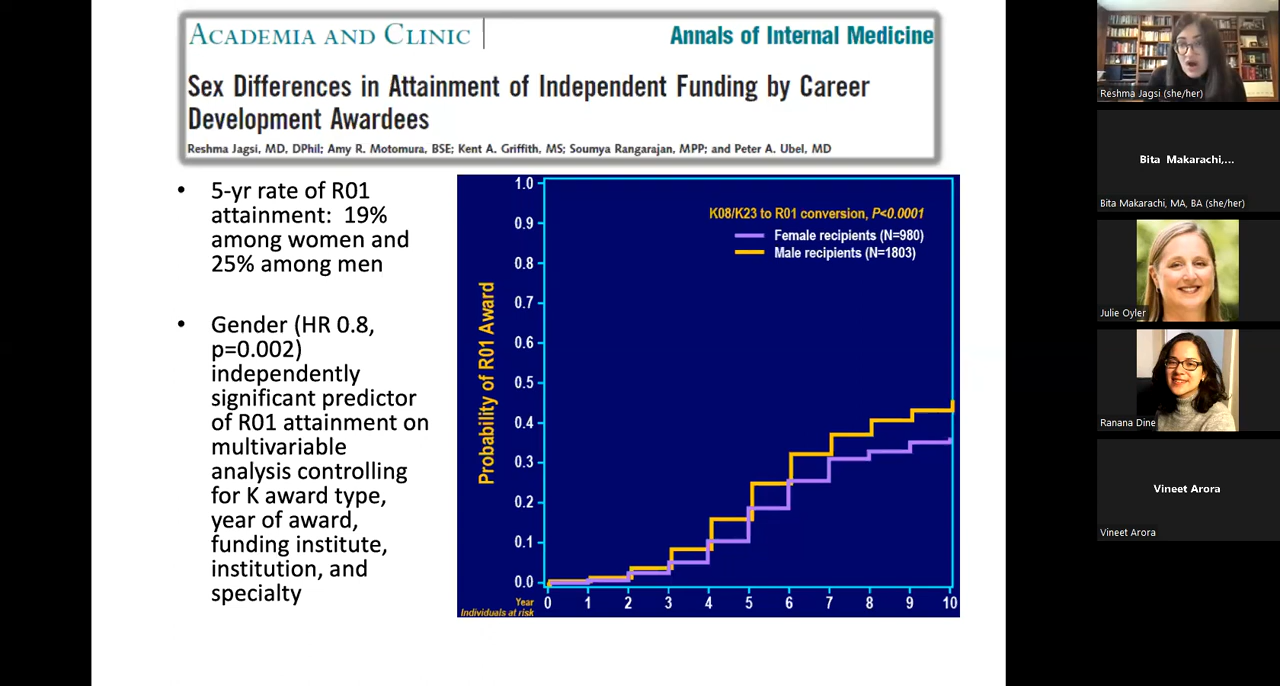 ACADEMIA AND CLINIC
Annals of Internal Medicine
Sex Differences in Attainment of Independent Funding by Career
Development Awardees
Reshma Jagsi, MD, DPhil; Amy R. Motomura, BSE; Kent A. Griffith, MS; Soumya Rangarajan, MPP; and Peter A. Ubel, MD
• 5-yr rate of R01
attainment: 19%
among women and
25% among men
• Gender (HR 0.8,
p=0.002)
independently
significant predictor
of R01 attainment on
multivariable
analysis controlling
for K award type,
year of award,
funding institute,
institution, and
specialty
K08/K23 to R01 conversion, P<0.0001
Female recipients (N=980)
Male recipients (N=1803)
Probability of R01 Award
1.0
0.9
0.8
0.7
0.6
0.5
0.4
0.3
0.2
0.1
0.0
Year 0 1 2 3 4 5 6 7 8 9 10
Individuals at risk
Reshma Jagsi (she/her)
Bita Makarachi,...
Bita Makarachi, MA, BA (she/her)
Julie Oyler
Ranana Dine
Vineet Arora
Vineet Arora